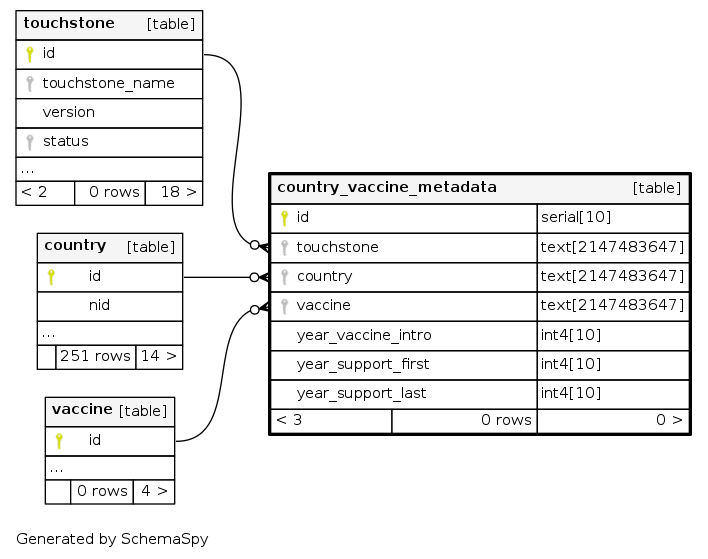 touchstone [table]
id
touchstone_name
version
status
...
< 2 0 rows 18 >
country [table]
id
nid
...
251 rows 14 >
vaccine [table]
id
...
0 rows 4 >
country_vaccine_metadata [table]
id serial[10]
touchstone text[2147483647]
country text[2147483647]
vaccine text[2147483647]
year_vaccine_intro int4[10]
year_support_first int4[10]
year_support_last int4[10]
< 3 0 rows 0 >
Generated by SchemaSpy